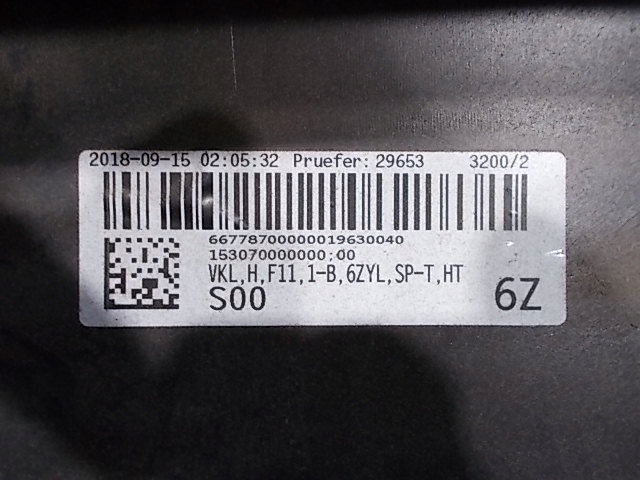 2018-09-15 02:05:32 Pruefer:29653 3200/2
66778700000019630040
153070000000;00
VKL,H,F11,1-B,6ZYL,SP-T,HT
S00 6Z